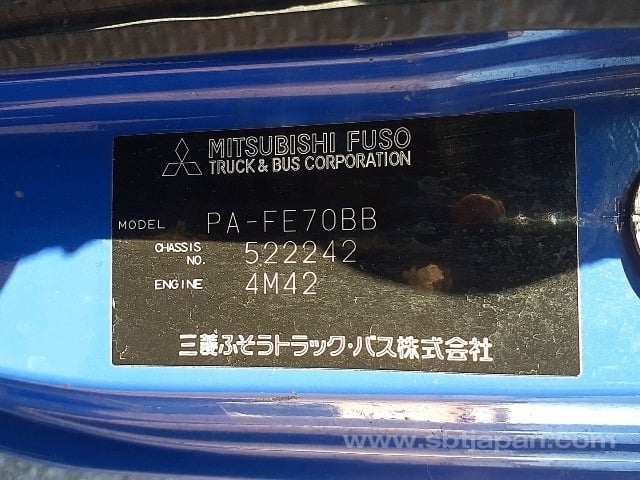 MITSUBISHI FUSO
TRUCK & BUS CORPORATION
MODEL PA-FE70BB
CHASSIS NO. 522242
ENGINE 4M42
三菱ふそうトラック・バス株式会社
www.sbtjapan.com